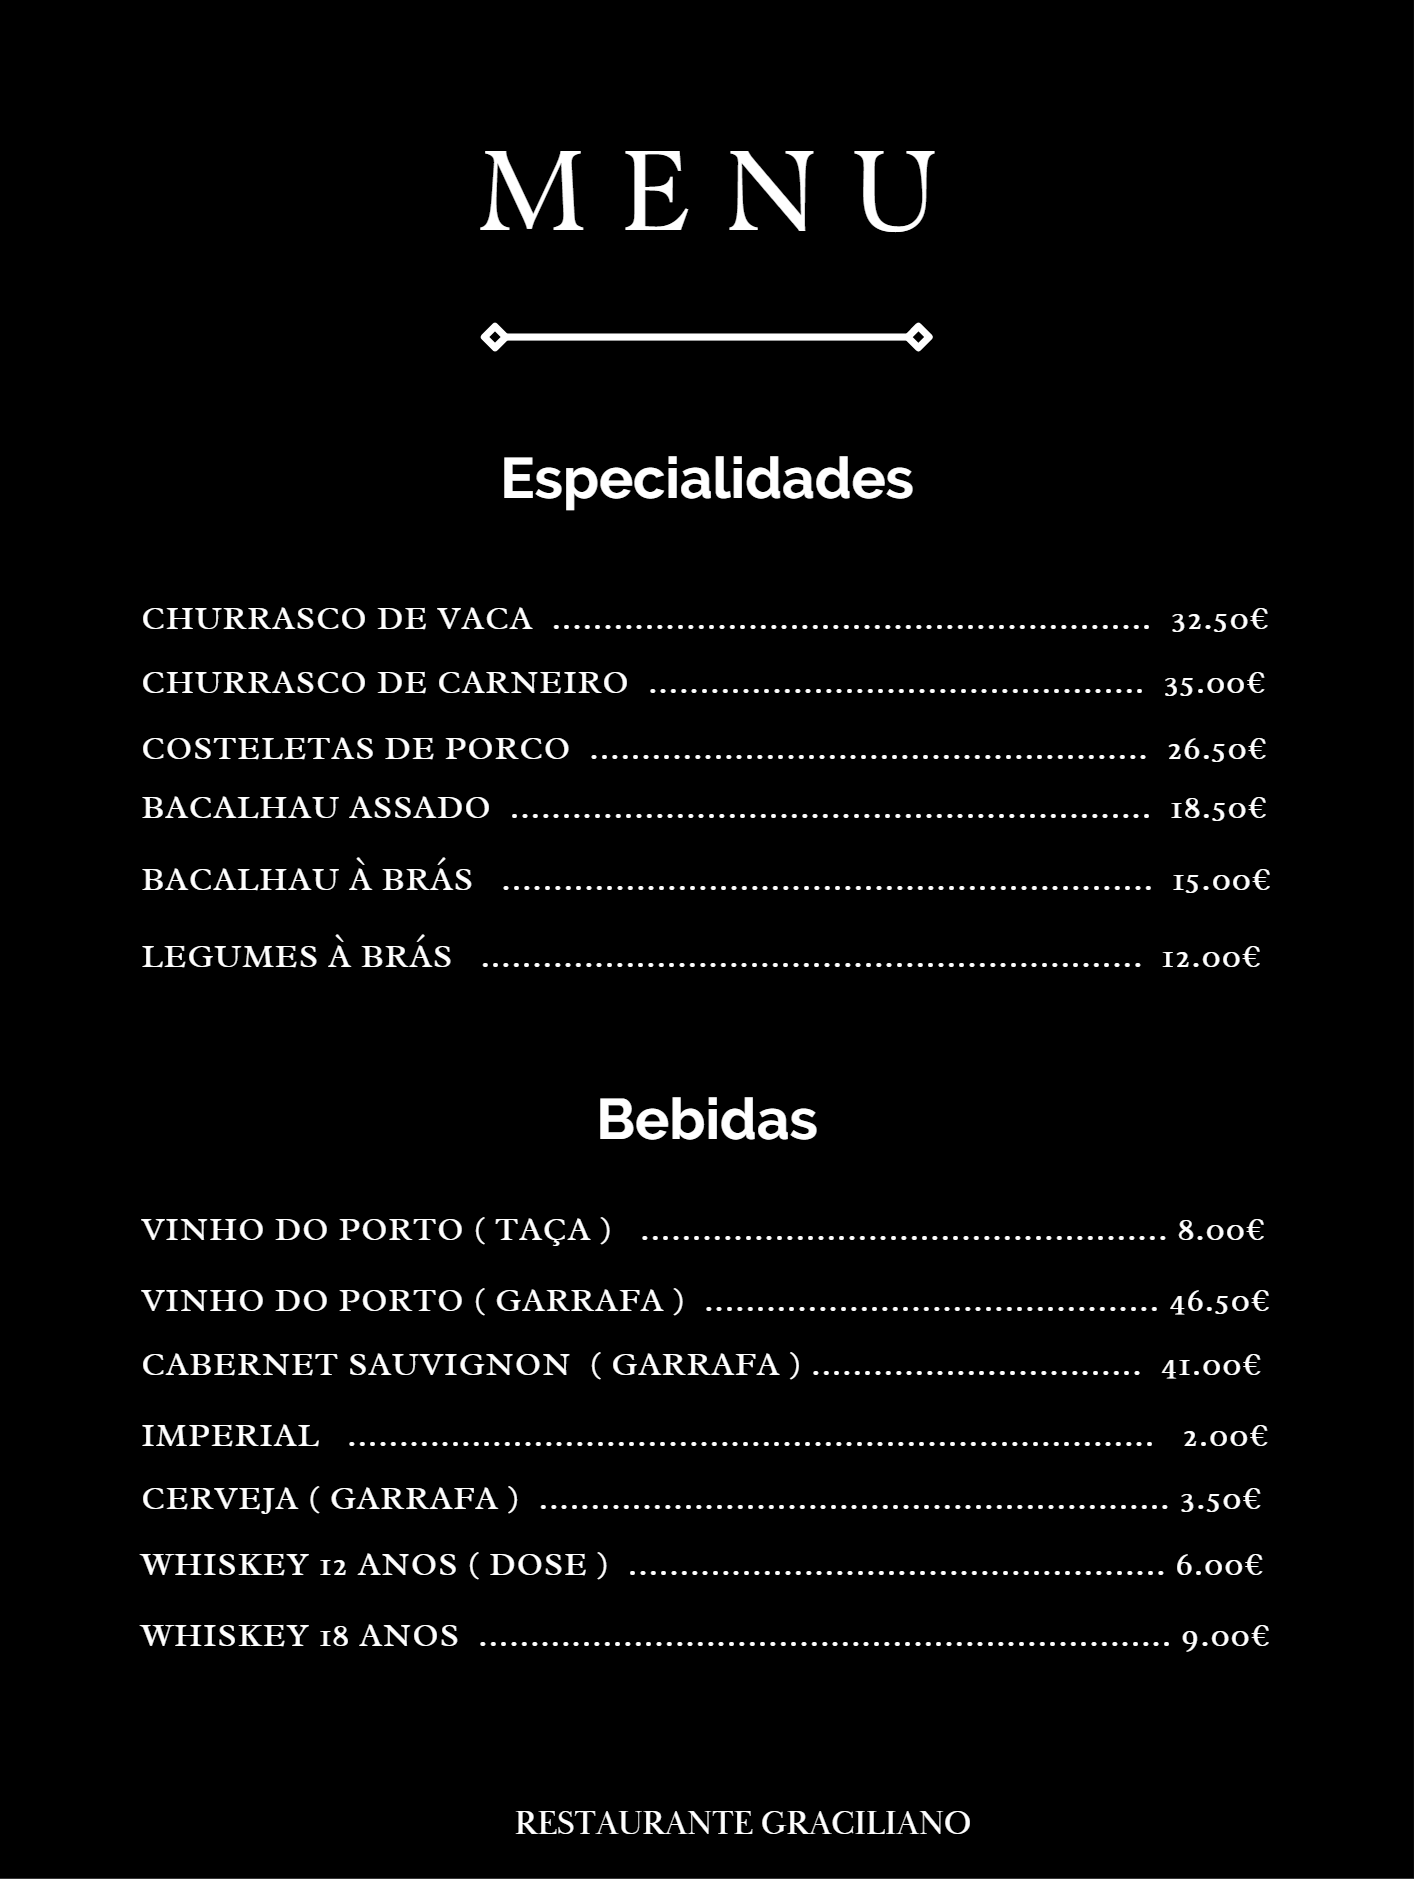 MENU
Especialidades
CHURRASCO DE VACA .......................................................... 32.50€
CHURRASCO DE CARNEIRO ................................................ 35.00€
COSTELETAS DE PORCO ...................................................... 26.50€
BACALHAU ASSADO .............................................................. 18.50€
BACALHAU À BRÁS ............................................................... 15.00€
LEGUMES À BRÁS ................................................................ 12.00€
Bebidas
VINHO DO PORTO ( TAÇA ) ................................................... 8.00€
VINHO DO PORTO ( GARRAFA ) ............................................ 46.50€
CABERNET SAUVIGNON ( GARRAFA ) ................................ 41.00€
IMPERIAL .............................................................................. 2.00€
CERVEJA ( GARRAFA ) ............................................................. 3.50€
WHISKEY 12 ANOS ( DOSE ) .................................................... 6.00€
WHISKEY 18 ANOS ................................................................... 9.00€
RESTAURANTE GRACILIANO